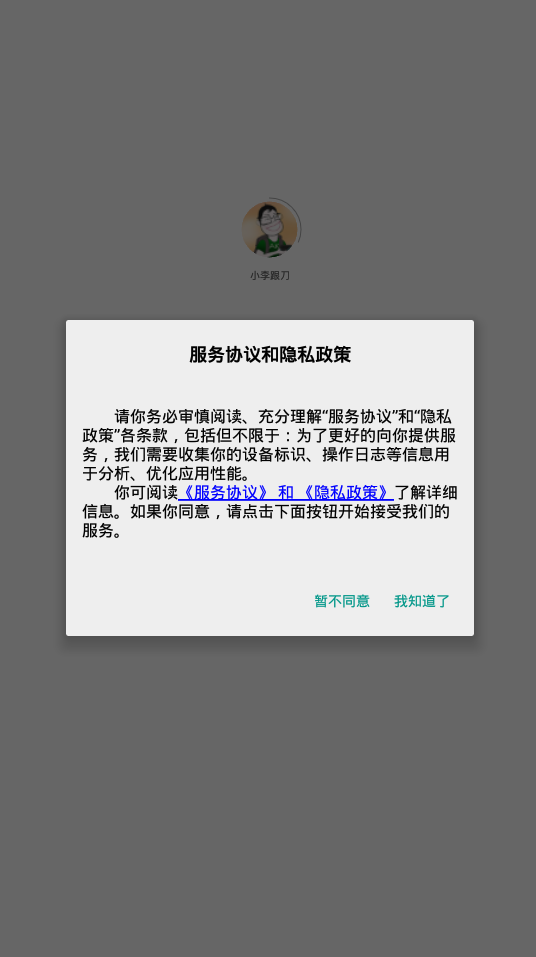 小李跟刀
服务协议和隐私政策
请你务必审慎阅读、充分理解“服务协议”和“隐私
政策”各条款，包括但不限于：为了更好的向你提供服
务，我们需要收集你的设备标识、操作日志等信息用
于分析、优化应用性能。
你可阅读《服务协议》 和 《隐私政策》了解详细
信息。如果你同意，请点击下面按钮开始接受我们的
服务。
暂不同意 我知道了